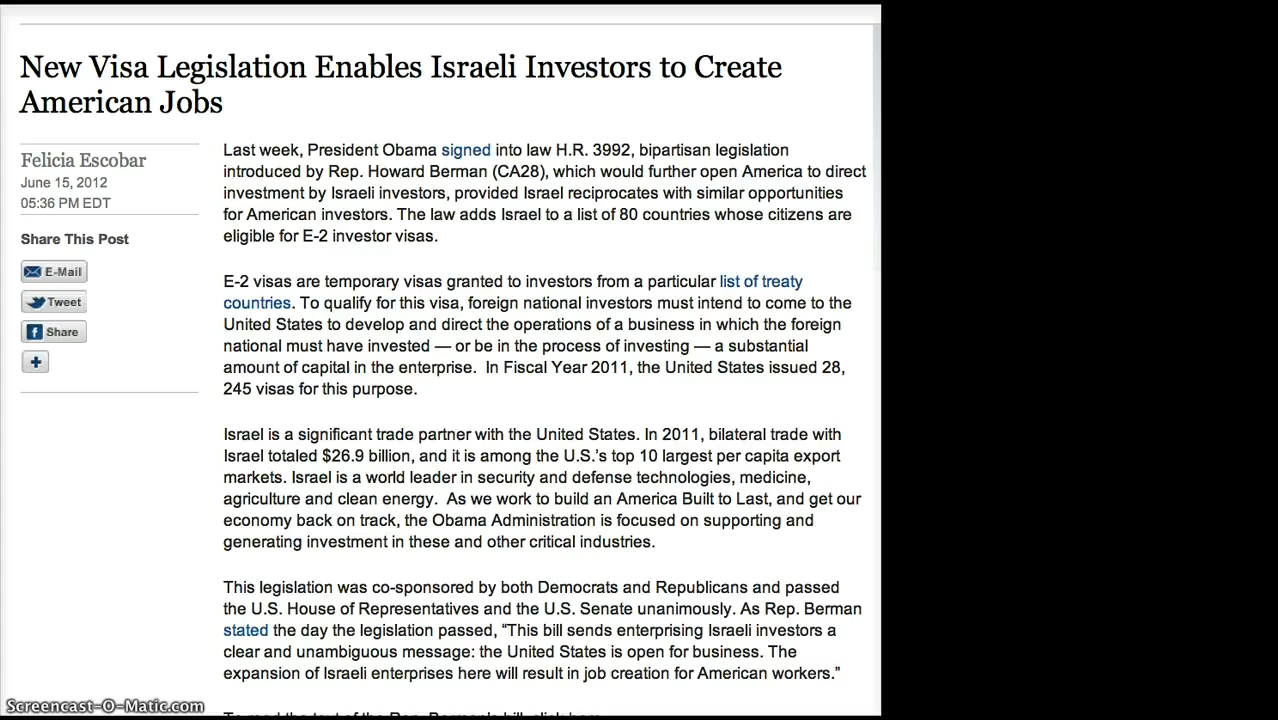 New Visa Legislation Enables Israeli Investors to Create
American Jobs
Felicia Escobar
June 15, 2012
05:36 PM EDT
Share This Post
E-Mail
Tweet
Share
Last week, President Obama signed into law H.R. 3992, bipartisan legislation
introduced by Rep. Howard Berman (CA28), which would further open America to direct
investment by Israeli investors, provided Israel reciprocates with similar opportunities
for American investors. The law adds Israel to a list of 80 countries whose citizens are
eligible for E-2 investor visas.
E-2 visas are temporary visas granted to investors from a particular list of treaty
countries. To qualify for this visa, foreign national investors must intend to come to the
United States to develop and direct the operations of a business in which the foreign
national must have invested — or be in the process of investing — a substantial
amount of capital in the enterprise.  In Fiscal Year 2011, the United States issued 28,
245 visas for this purpose.
Israel is a significant trade partner with the United States. In 2011, bilateral trade with
Israel totaled $26.9 billion, and it is among the U.S.'s top 10 largest per capita export
markets. Israel is a world leader in security and defense technologies, medicine,
agriculture and clean energy.  As we work to build an America Built to Last, and get our
economy back on track, the Obama Administration is focused on supporting and
generating investment in these and other critical industries.
This legislation was co-sponsored by both Democrats and Republicans and passed
the U.S. House of Representatives and the U.S. Senate unanimously. As Rep. Berman
stated the day the legislation passed, “This bill sends enterprising Israeli investors a
clear and unambiguous message: the United States is open for business. The
expansion of Israeli enterprises here will result in job creation for American workers.”
To read the text of the Rep. Berman's bill, click here
Screencast-O-Matic.com